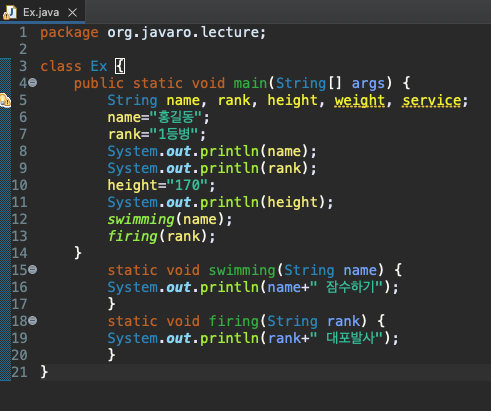 Ex.java
1 package org.javaro.lecture;
2
3 class Ex {
4     public static void main(String[] args) {
5         String name, rank, height, weight, service;
6         name="홍길동";
7         rank="1등병";
8         System.out.println(name);
9         System.out.println(rank);
10         height="170";
11         System.out.println(height);
12         swimming(name);
13         firing(rank);
14     }
15         static void swimming(String name) {
16         System.out.println(name+" 잠수하기");
17         }
18         static void firing(String rank) {
19         System.out.println(rank+" 대포발사");
20         }
21 }